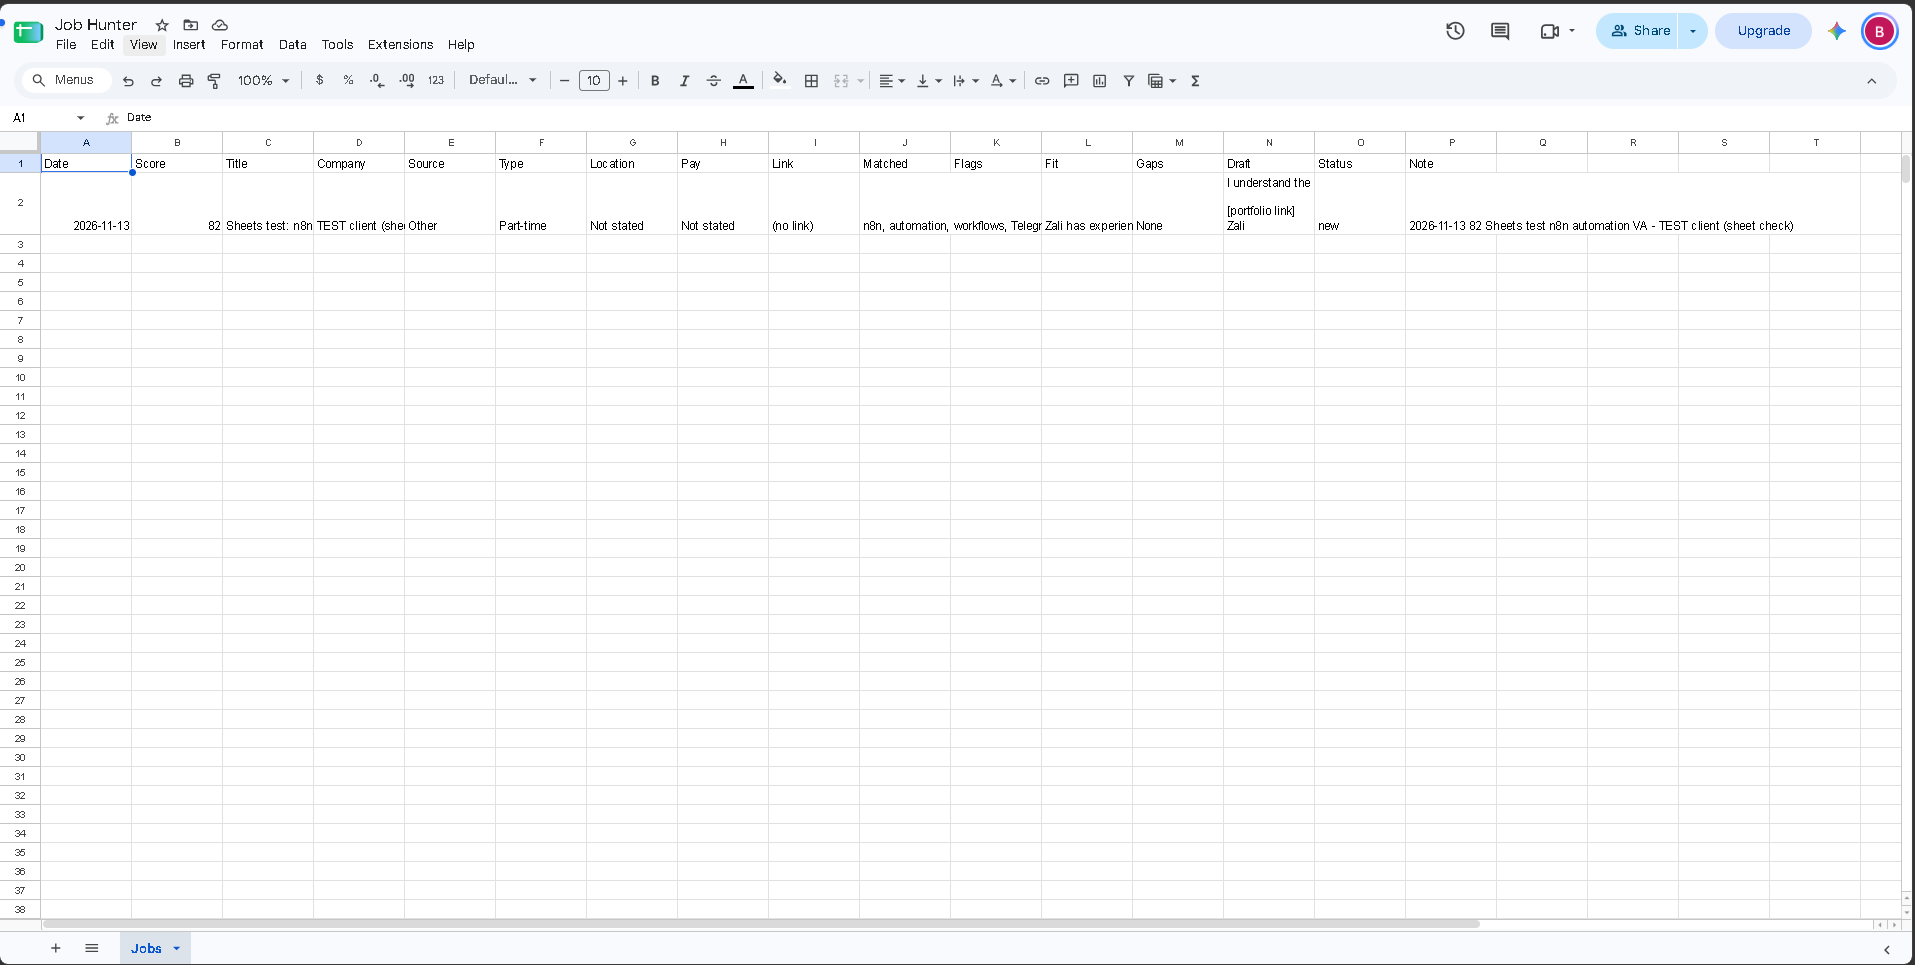 Job Hunter
File Edit View Insert Format Data Tools Extensions Help
Share
Upgrade
B
Menus
100%
$ % .0 .00 123
Defaul...
10
B I A
Σ
A1
fx Date
A B C D E F G H I J K L M N O P Q R S T
1 Date Score Title Company Source Type Location Pay Link Matched Flags Fit Gaps Draft Status Note
I understand the
2
[portfolio link]
2026-11-13 82 Sheets test: n8n TEST client (shee Other Part-time Not stated Not stated (no link) n8n, automation, workflows, Telegr Zali has experien None Zali new 2026-11-13 82 Sheets test n8n automation VA - TEST client (sheet check)
3
4
5
6
7
8
9
10
11
12
13
14
15
16
17
18
19
20
21
22
23
24
25
26
27
28
29
30
31
32
33
34
35
36
37
38
Jobs